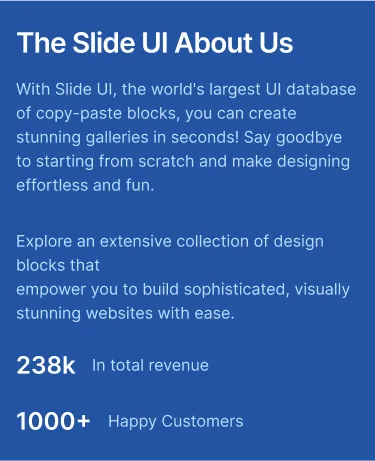 The Slide UI About Us
With Slide UI, the world's largest UI database
of copy-paste blocks, you can create
stunning galleries in seconds! Say goodbye
to starting from scratch and make designing
effortless and fun.
Explore an extensive collection of design
blocks that
empower you to build sophisticated, visually
stunning websites with ease.
238k In total revenue
1000+ Happy Customers